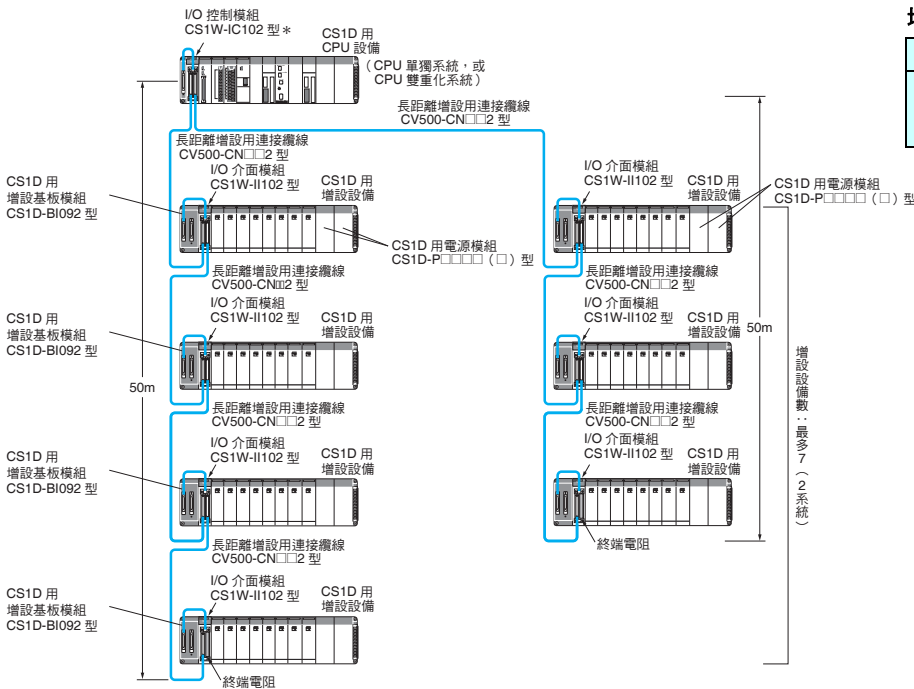 I/O 控制模組
CS1W-IC102 型＊
CS1D 用
CPU 設備
（CPU 單獨系統，或
CPU 雙重化系統）
長距離增設用連接纜線
CV500-CN□□2 型
長距離增設用連接纜線
CV500-CN□□2 型
CS1D 用
增設基板模組
CS1D-BI092 型
I/O 介面模組
CS1W-II102 型
CS1D 用
增設設備
CS1D 用電源模組
CS1D-P□□□□（□）型
I/O 介面模組
CS1W-II102 型
CS1D 用
增設設備
CS1D 用電源模組
CS1D-P□□□□（□）型
長距離增設用連接纜線
CV500-CN□□2 型
長距離增設用連接纜線
CV500-CN□□2 型
CS1D 用
增設基板模組
CS1D-BI092 型
I/O 介面模組
CS1W-II102 型
CS1D 用
增設設備
I/O 介面模組
CS1W-II102 型
CS1D 用
增設設備
50m
50m
長距離增設用連接纜線
CV500-CN□□2 型
長距離增設用連接纜線
CV500-CN□□2 型
CS1D 用
增設基板模組
CS1D-BI092 型
I/O 介面模組
CS1W-II102 型
CS1D 用
增設設備
I/O 介面模組
CS1W-II102 型
CS1D 用
增設設備
增設設備數：最多7（2系統）
長距離增設用連接纜線
CV500-CN□□2 型
終端電阻
CS1D 用
增設基板模組
CS1D-BI092 型
I/O 介面模組
CS1W-II102 型
CS1D 用
增設設備
終端電阻